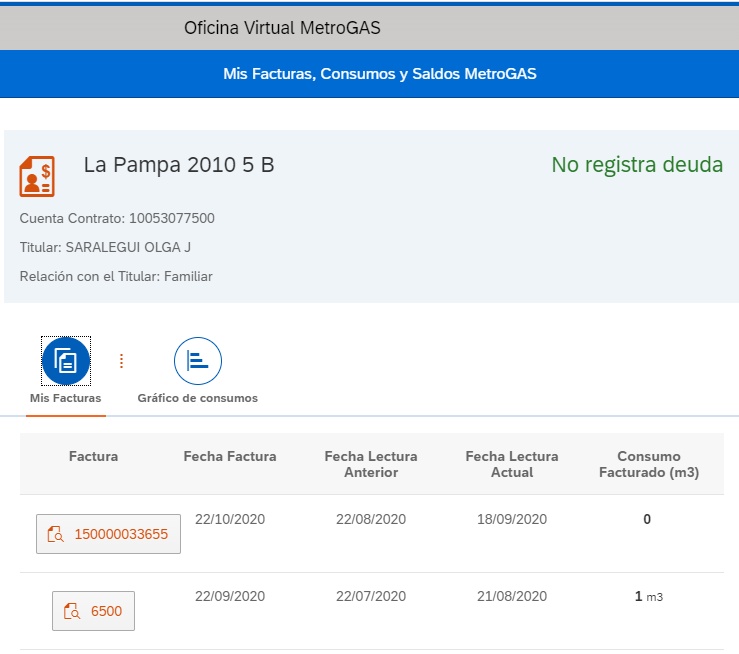 Oficina Virtual MetroGAS
Mis Facturas, Consumos y Saldos MetroGAS
La Pampa 2010 5 B
No registra deuda
Cuenta Contrato: 10053077500
Titular: SARALEGUI OLGA J
Relación con el Titular: Familiar
Mis Facturas
Gráfico de consumos
Factura Fecha Factura Fecha Lectura Anterior Fecha Lectura Actual Consumo Facturado (m3)
150000033655 22/10/2020 22/08/2020 18/09/2020 0
6500 22/09/2020 22/07/2020 21/08/2020 1 m3